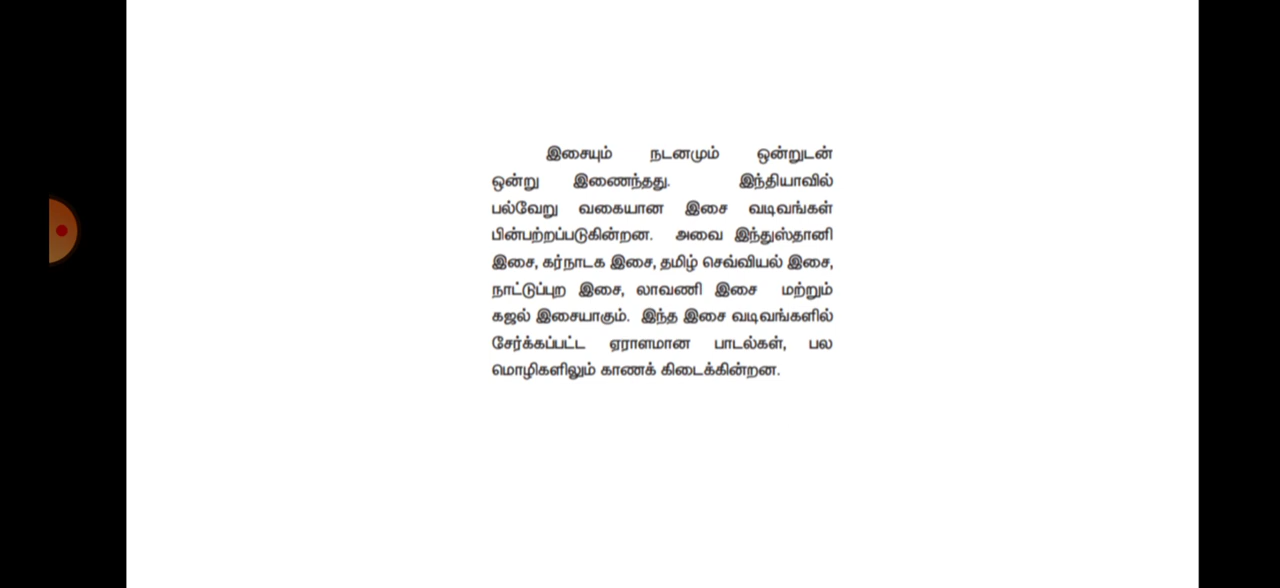 இசையும் நடனமும் ஒன்றுடன்
ஒன்று இணைந்தது. இந்தியாவில்
பல்வேறு வகையான இசை வடிவங்கள்
பின்பற்றப்படுகின்றன. அவை இந்துஸ்தானி
இசை, கர்நாடக இசை, தமிழ் செவ்வியல் இசை,
நாட்டுப்புற இசை, லாவணி இசை மற்றும்
கஜல் இசையாகும். இந்த இசை வடிவங்களில்
சேர்க்கப்பட்ட ஏராளமான பாடல்கள், பல
மொழிகளிலும் காணக் கிடைக்கின்றன.